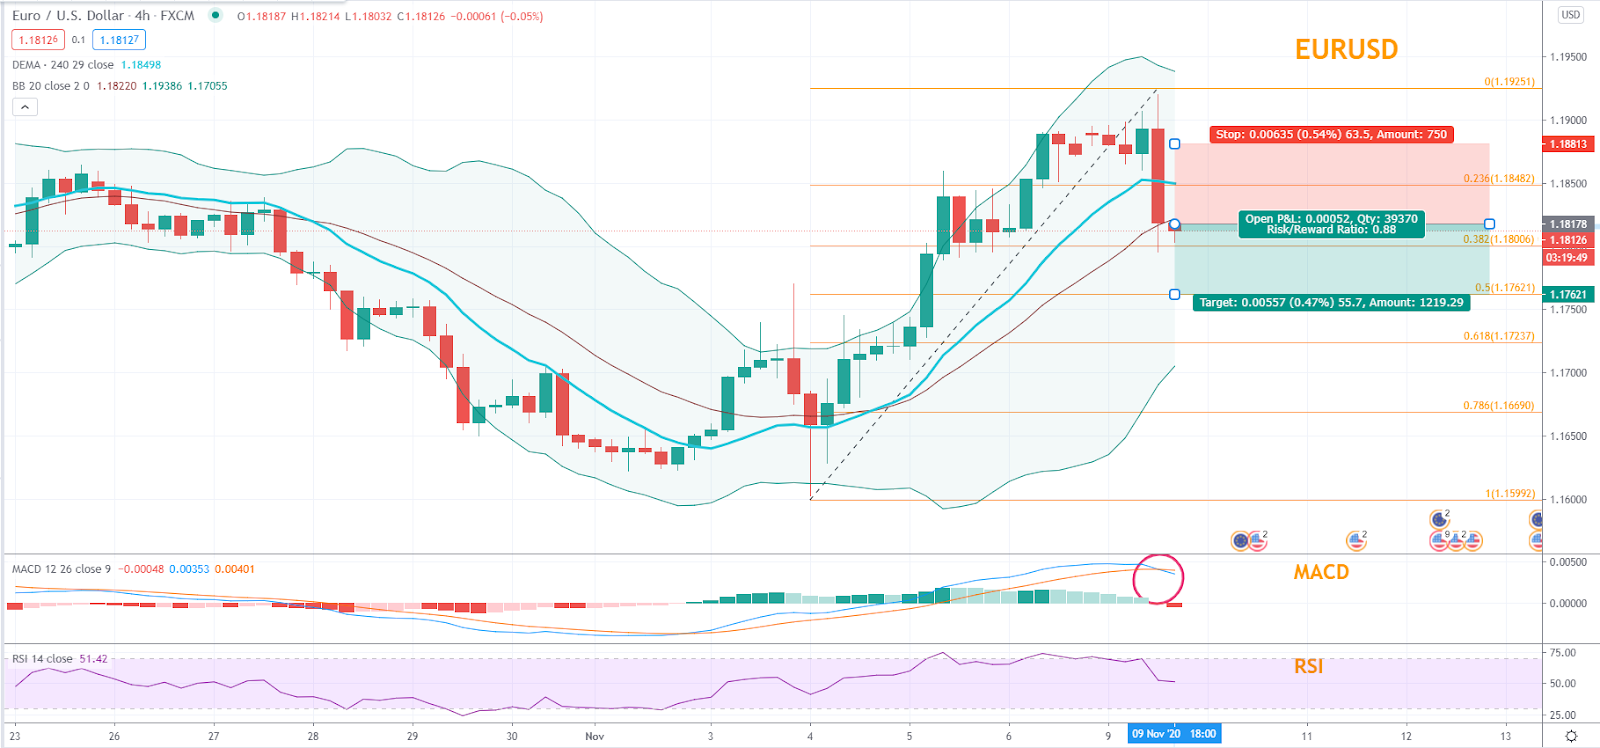 Euro / U.S. Dollar · 4h · FXCM O1.18187 H1.18214 L1.18032 C1.18126 −0.00061 (−0.05%)
USD
1.18126 0.1 1.18127
EURUSD
DEMA · 240 29 close 1.18498
BB 20 close 2 0 1.18220 1.19386 1.17055
1.19500
0(1.19251)
1.19000
Stop: 0.00635 (0.54%) 63.5, Amount: 750
1.18813
0.236(1.18482)
1.18500
Open P&L: 0.00052, Qty: 39370
Risk/Reward Ratio: 0.88
1.18178
0.382(1.18006)
1.18126
03:19:49
0.5(1.17621)
1.17621
Target: 0.00557 (0.47%) 55.7, Amount: 1219.29
1.17500
0.618(1.17237)
1.17000
0.786(1.16690)
1.16500
1(1.15992)
1.16000
2
2 2 9 2
MACD 12 26 close 9 −0.00048 0.00353 0.00401
MACD
0.00500
0.00000
RSI 14 close 51.42
RSI
75.00
50.00
25.00
23 26 27 28 29 30 Nov 3 4 5 6 9 09 Nov '20 18:00 11 12 13